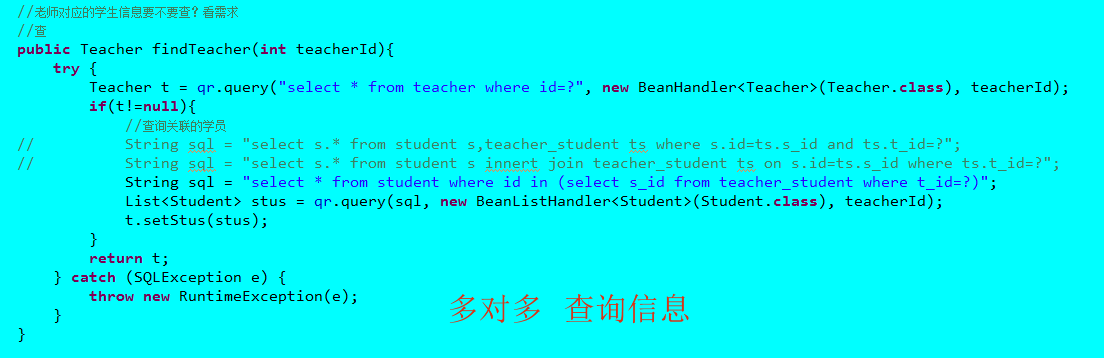 //老师对应的学生信息要不要查？看需求
//查
public Teacher findTeacher(int teacherId){
    try {
        Teacher t = qr.query("select * from teacher where id=?", new BeanHandler<Teacher>(Teacher.class), teacherId);
        if(t!=null){
            //查询关联的学员
//          String sql = "select s.* from student s,teacher_student ts where s.id=ts.s_id and ts.t_id=?";
//          String sql = "select s.* from student s innert join teacher_student ts on s.id=ts.s_id where ts.t_id=?";
            String sql = "select * from student where id in (select s_id from teacher_student where t_id=?)";
            List<Student> stus = qr.query(sql, new BeanListHandler<Student>(Student.class), teacherId);
            t.setStus(stus);
        }
        return t;
    } catch (SQLException e) {
        throw new RuntimeException(e);
    }
}
多对多 查询信息